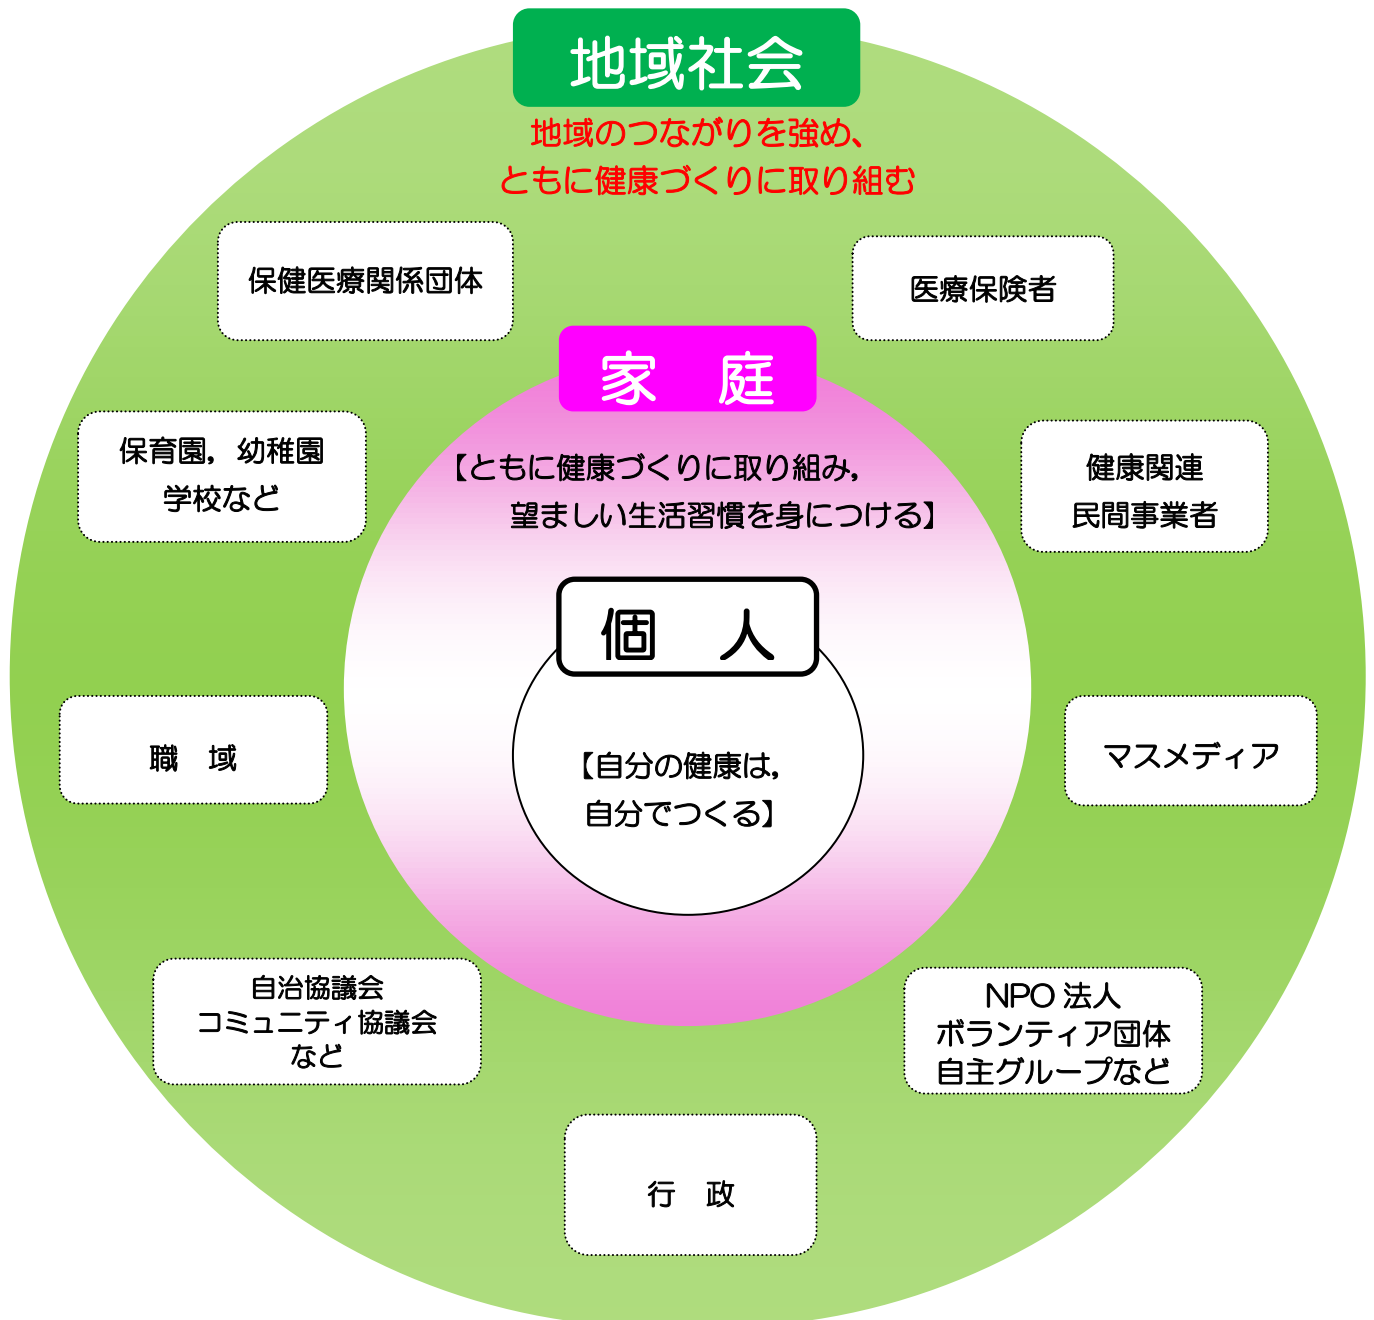 地域社会
地域のつながりを強め、
ともに健康づくりに取り組む
保健医療関係団体
医療保険者
家　庭
保育園，幼稚園
学校など
【ともに健康づくりに取り組み，
望ましい生活習慣を身につける】
健康関連
民間事業者
個　人
職　域
【自分の健康は，
自分でつくる】
マスメディア
自治協議会
コミュニティ協議会
など
NPO 法人
ボランティア団体
自主グループなど
行　政